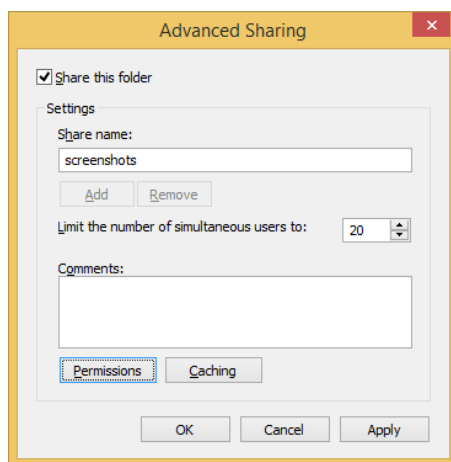 Advanced Sharing
Share this folder
Settings
Share name:
screenshots
Add Remove
Limit the number of simultaneous users to: 20
Comments:
Permissions Caching
OK Cancel Apply